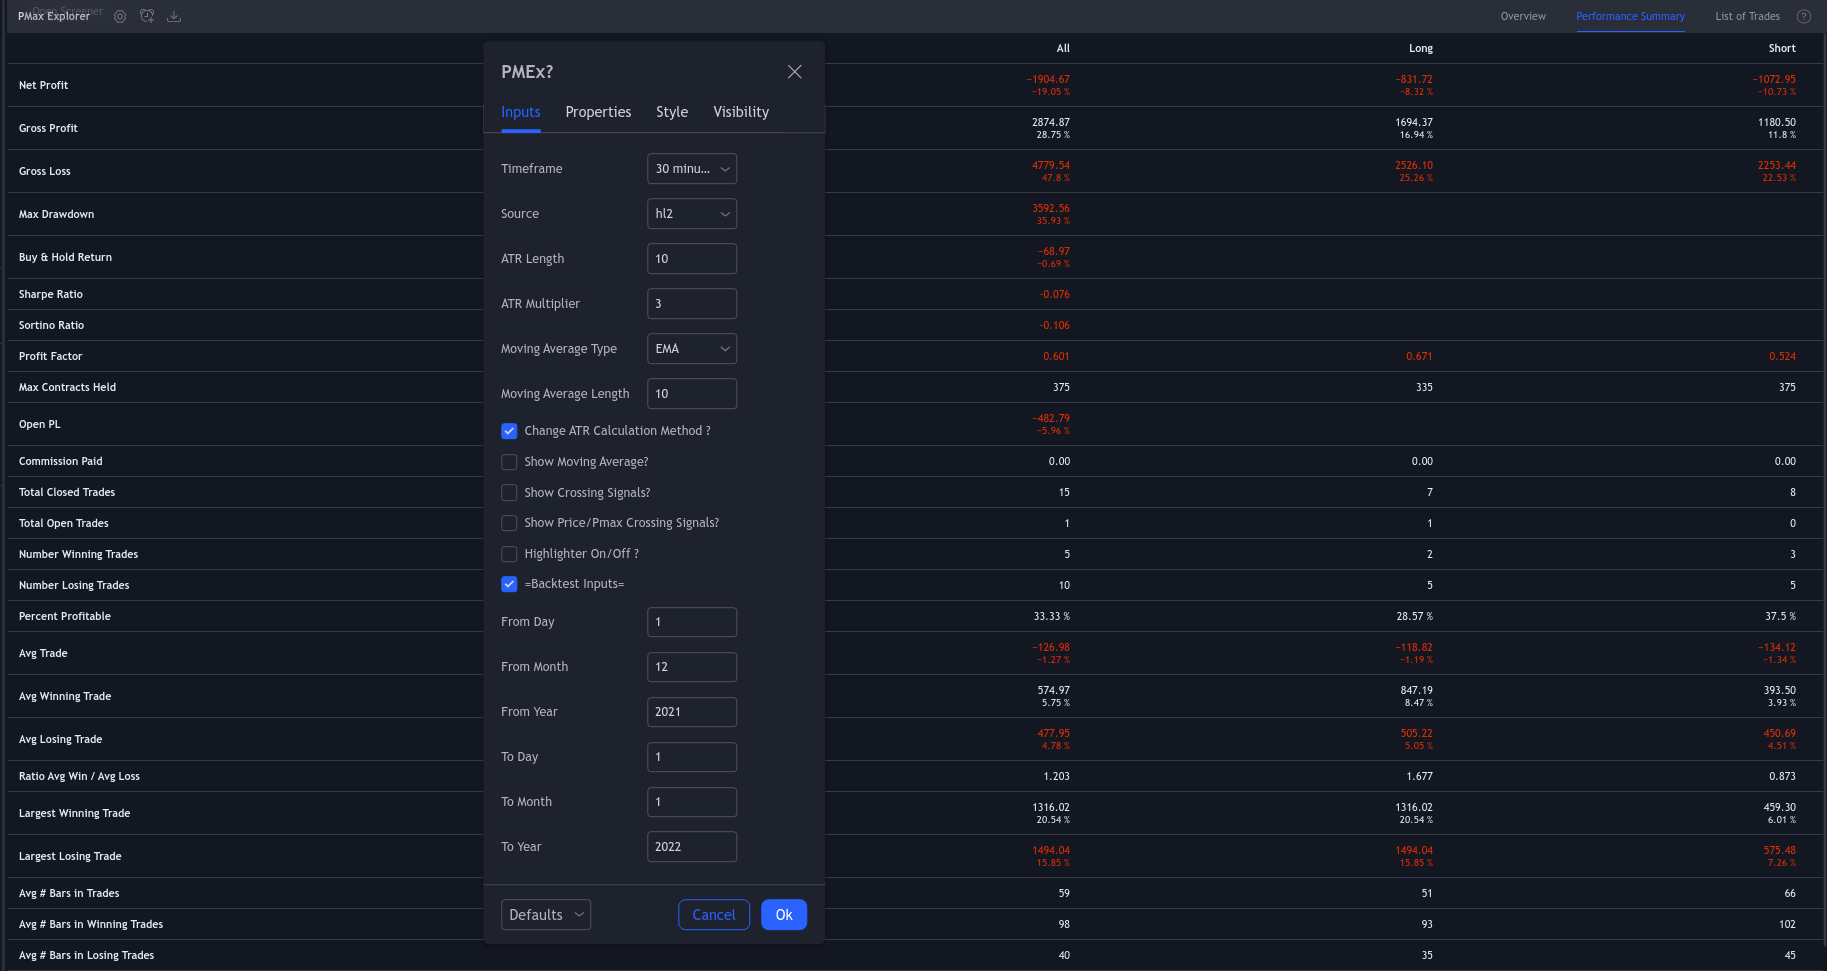 Open Screener
PMax Explorer
Overview Performance Summary List of Trades ?
All Long Short
PMEx?
Inputs Properties Style Visibility
Timeframe 30 minu...
Source hl2
ATR Length 10
ATR Multiplier 3
Moving Average Type EMA
Moving Average Length 10
Change ATR Calculation Method ?
Show Moving Average?
Show Crossing Signals?
Show Price/Pmax Crossing Signals?
Highlighter On/Off ?
=Backtest Inputs=
From Day 1
From Month 12
From Year 2021
To Day 1
To Month 1
To Year 2022
Defaults Cancel Ok
Net Profit −1904.67 −831.72 −1072.95
−19.05 % −8.32 % −10.73 %
Gross Profit 2874.87 1694.37 1180.50
28.75 % 16.94 % 11.8 %
Gross Loss 4779.54 2526.10 2253.44
47.8 % 25.26 % 22.53 %
Max Drawdown 3592.56
35.93 %
Buy & Hold Return −68.97
−0.69 %
Sharpe Ratio -0.076
Sortino Ratio -0.106
Profit Factor 0.601 0.671 0.524
Max Contracts Held 375 335 375
Open PL −482.79
−5.96 %
Commission Paid 0.00 0.00 0.00
Total Closed Trades 15 7 8
Total Open Trades 1 1 0
Number Winning Trades 5 2 3
Number Losing Trades 10 5 5
Percent Profitable 33.33 % 28.57 % 37.5 %
Avg Trade −126.98 −118.82 −134.12
−1.27 % −1.19 % −1.34 %
Avg Winning Trade 574.97 847.19 393.50
5.75 % 8.47 % 3.93 %
Avg Losing Trade 477.95 505.22 450.69
4.78 % 5.05 % 4.51 %
Ratio Avg Win / Avg Loss 1.203 1.677 0.873
Largest Winning Trade 1316.02 1316.02 459.30
20.54 % 20.54 % 6.01 %
Largest Losing Trade 1494.04 1494.04 575.48
15.85 % 15.85 % 7.26 %
Avg # Bars in Trades 59 51 66
Avg # Bars in Winning Trades 98 93 102
Avg # Bars in Losing Trades 40 35 45